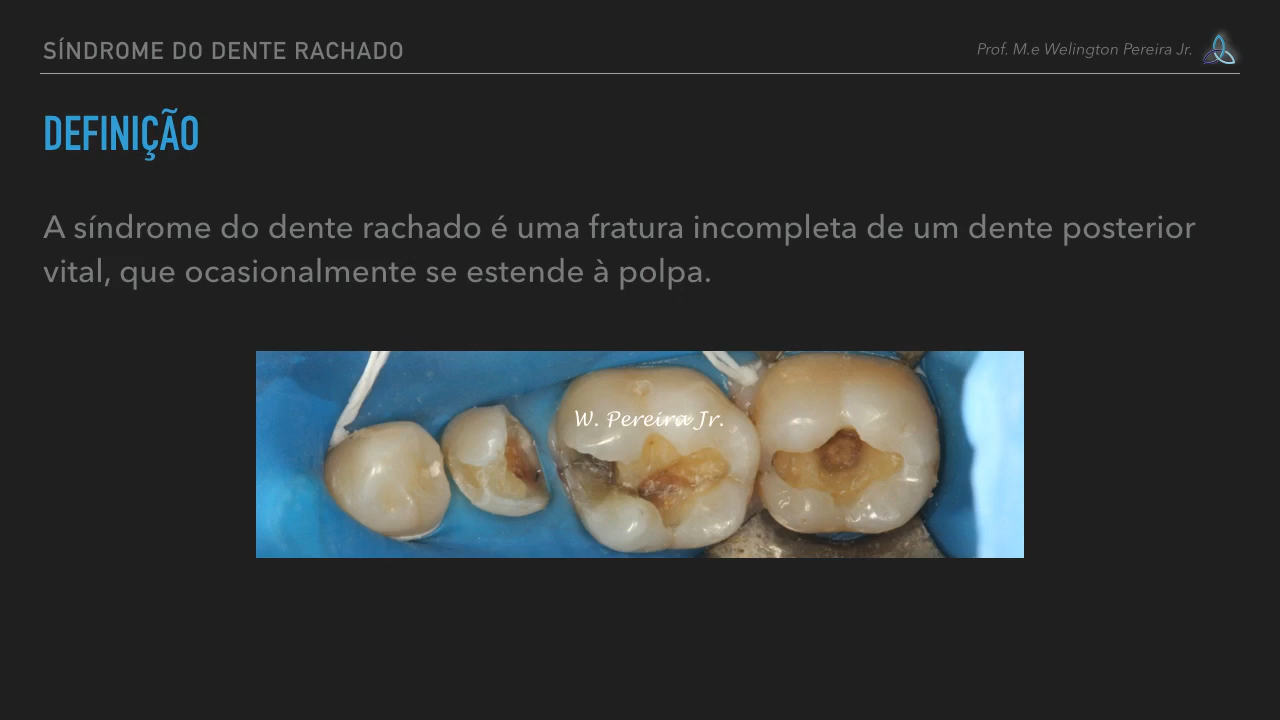 SÍNDROME DO DENTE RACHADO
Prof. M.e Welington Pereira Jr.
DEFINIÇÃO
A síndrome do dente rachado é uma fratura incompleta de um dente posterior
vital, que ocasionalmente se estende à polpa.
W. Pereira Jr.